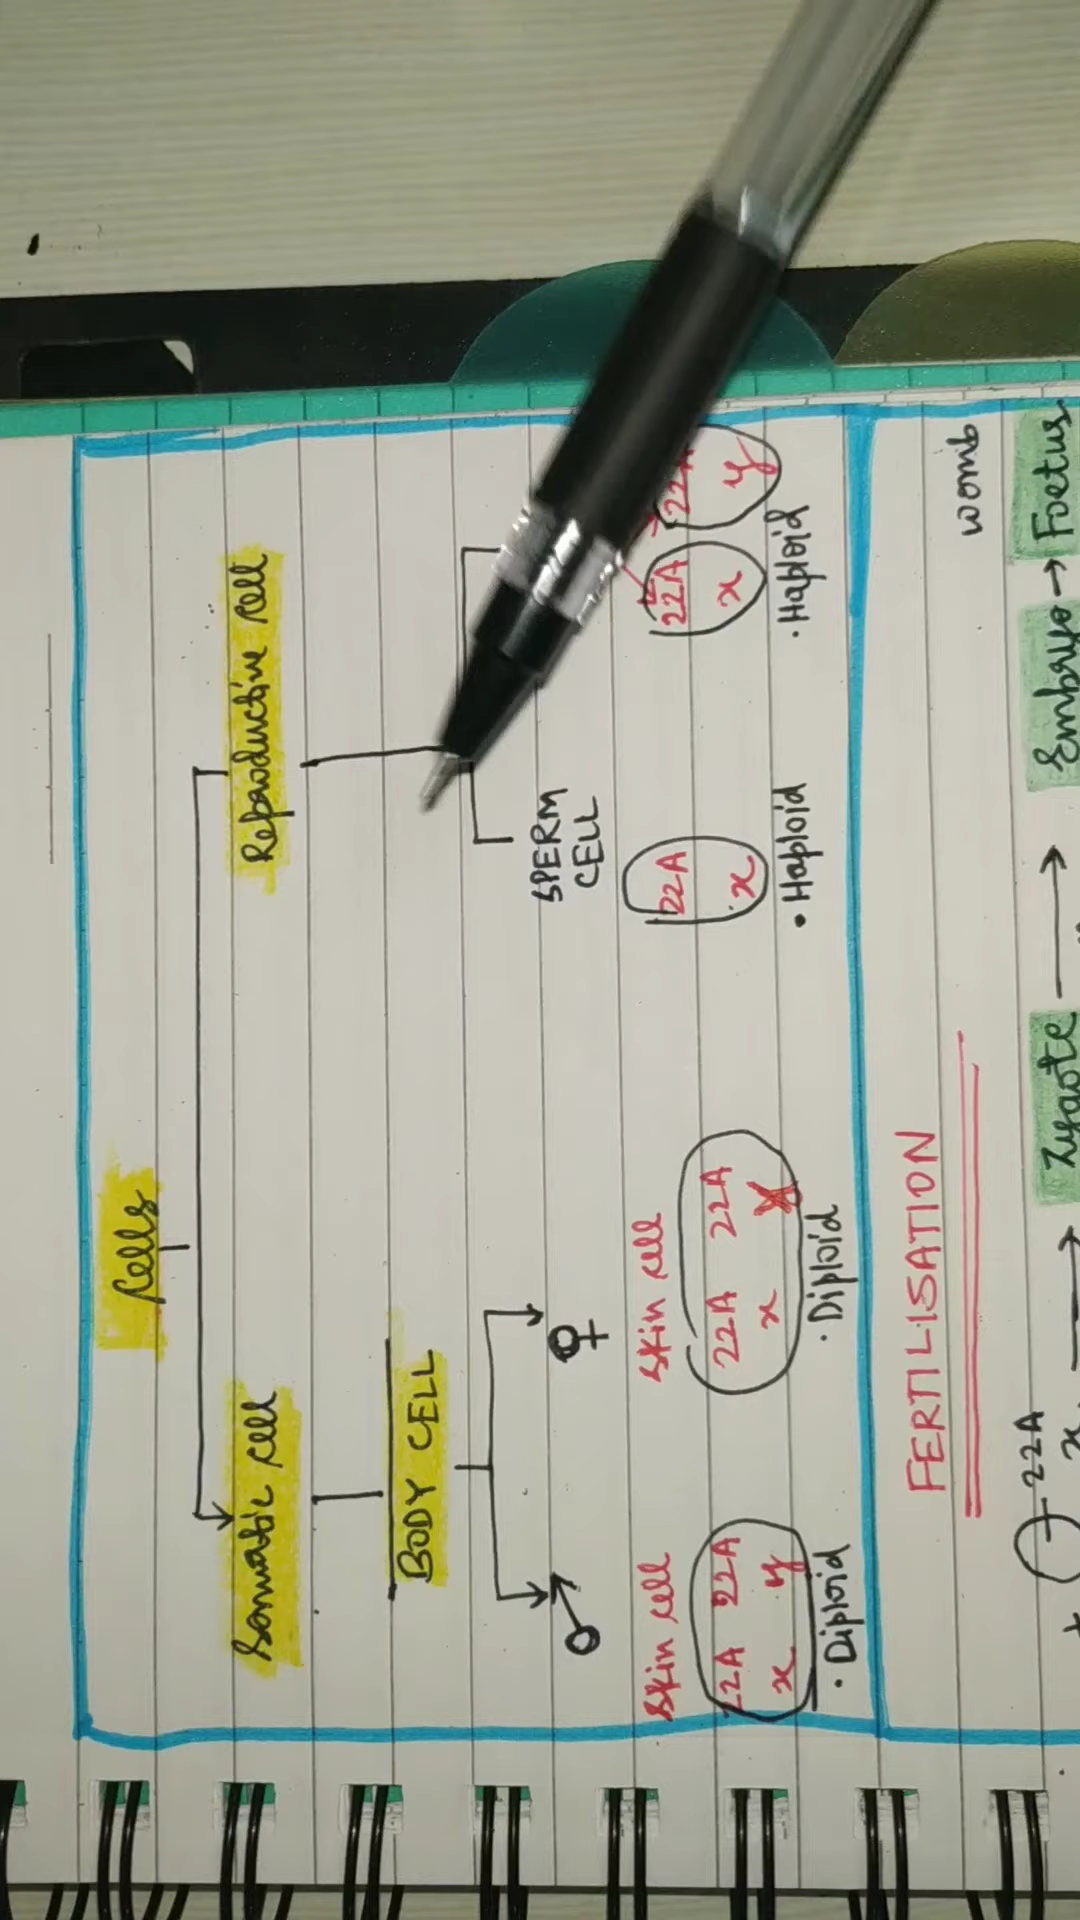 Cells
Somatic cell Reproductive cell
BODY CELL
♂ ♀ SPERM
CELL
Skin cell Skin cell
22A 22A 22A 22A 22A 22A 22A
x y x x x x y
• Diploid • Diploid • Haploid • Haploid
FERTILISATION womb
+ 22A Zygote → Embryo → Foetus
x